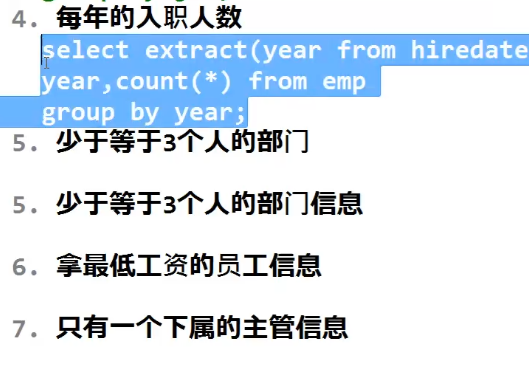 4. 每年的入职人数
select extract(year from hiredate
year,count(*) from emp
group by year;
5. 少于等于3个人的部门
5. 少于等于3个人的部门信息
6. 拿最低工资的员工信息
7. 只有一个下属的主管信息